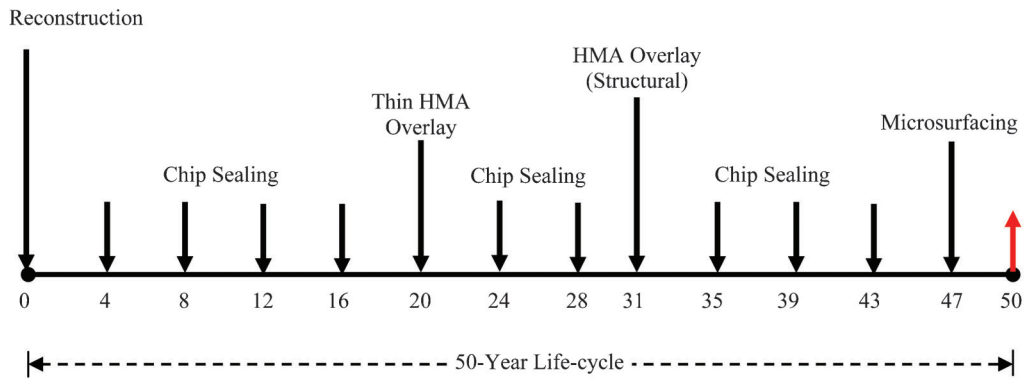 Reconstruction
HMA Overlay
(Structural)
Thin HMA
Overlay
Microsurfacing
Chip Sealing
Chip Sealing
Chip Sealing
0 4 8 12 16 20 24 28 31 35 39 43 47 50
50-Year Life-cycle